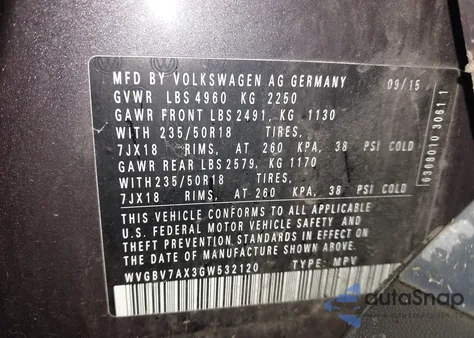 MFD BY VOLKSWAGEN AG GERMANY 09/15
GVWR LBS 4960 KG 2250
GAWR FRONT LBS 2491, KG 1130
WITH 235/50R18 TIRES,
7JX18 RIMS, AT 260 KPA, 38 PSI COLD
GAWR REAR LBS 2579, KG 1170
WITH 235/50R18 TIRES,
7JX18 RIMS, AT 260 KPA, 38 PSI COLD
THIS VEHICLE CONFORMS TO ALL APPLICABLE
U.S. FEDERAL MOTOR VEHICLE SAFETY AND
THEFT PREVENTION STANDARDS IN EFFECT ON
THE DATE OF MANUFACTURE SHOWN ABOVE
WVGBV7AX3GW532120 TYPE: MPV
autoSnap